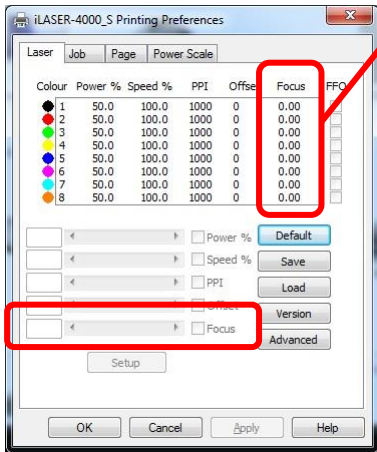 iLASER-4000_S Printing Preferences
Laser Job Page Power Scale
Colour Power % Speed % PPI Offset Focus FFO
1 50.0 100.0 1000 0 0.00
2 50.0 100.0 1000 0 0.00
3 50.0 100.0 1000 0 0.00
4 50.0 100.0 1000 0 0.00
5 50.0 100.0 1000 0 0.00
6 50.0 100.0 1000 0 0.00
7 50.0 100.0 1000 0 0.00
8 50.0 100.0 1000 0 0.00
Power % Default
Speed % Save
PPI Load
Offset Version
Focus Advanced
Setup
OK Cancel Apply Help